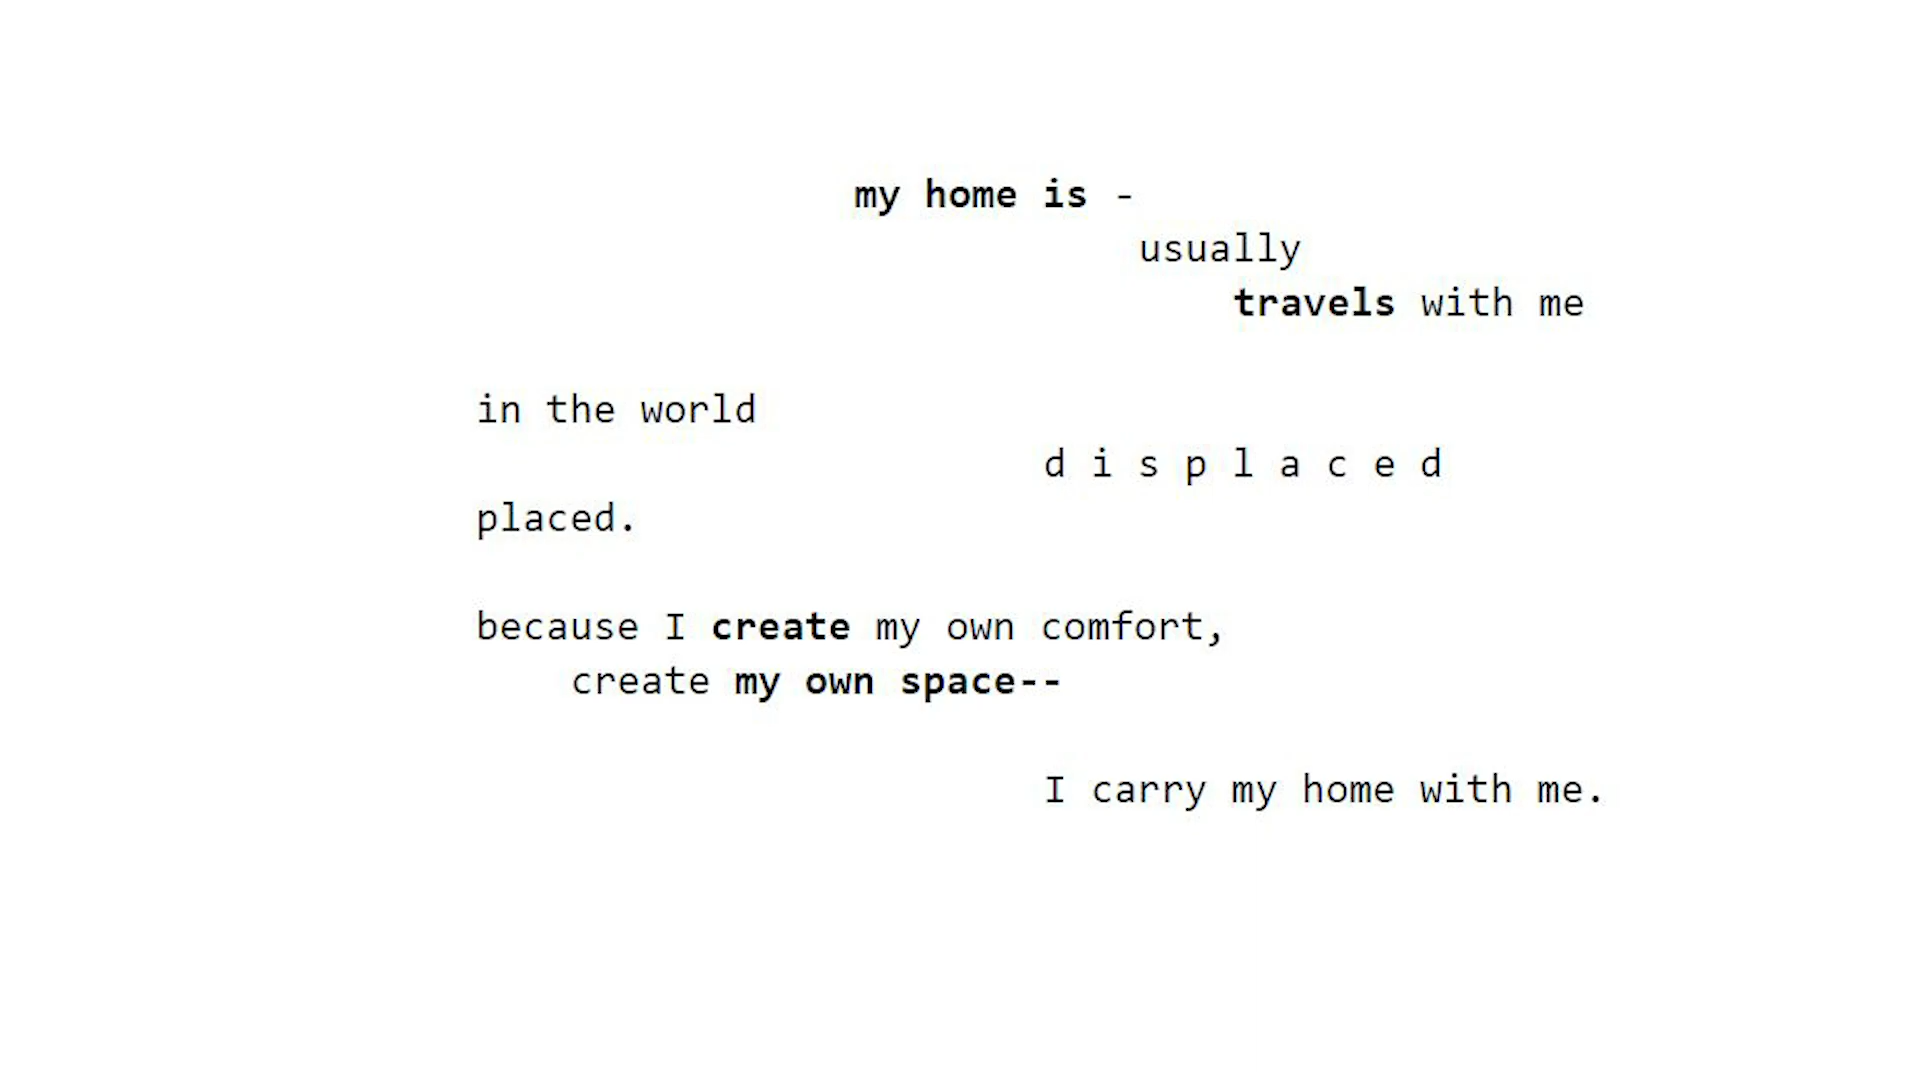 my home is -
usually
travels with me
in the world
d i s p l a c e d
placed.
because I create my own comfort,
create my own space--
I carry my home with me.